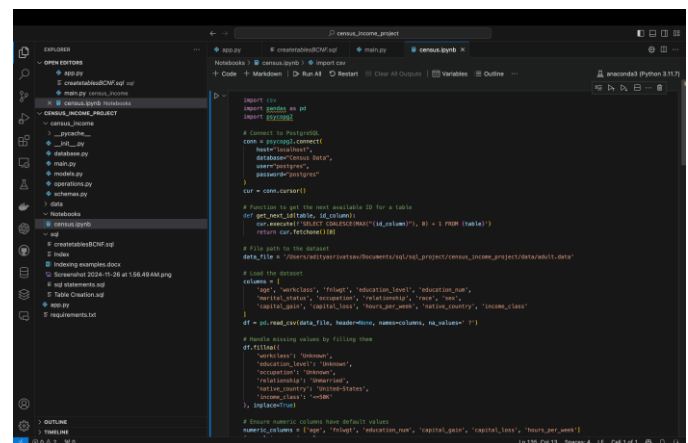 census_income_project
EXPLORER
OPEN EDITORS
app.py
createtablesBCNF.sql sql
main.py census_income
census.ipynb Notebooks
CENSUS_INCOME_PROJECT
census_income
__pycache__
__init__.py
database.py
main.py
models.py
operations.py
schemas.py
data
Notebooks
census.ipynb
sql
createtablesBCNF.sql
Index
Indexing examples.docx
Screenshot 2024-11-26 at 1.56.49 AM.png
sql statements.sql
Table Creation.sql
app.py
requirements.txt
OUTLINE
TIMELINE
app.py
createtablesBCNF.sql
main.py
census.ipynb
Notebooks > census.ipynb > import csv
+ Code + Markdown | Run All Restart Clear All Outputs | Variables Outline ...
anaconda3 (Python 3.11.7)
import csv
import pandas as pd
import psycopg2
# Connect to PostgreSQL
conn = psycopg2.connect(
host="localhost",
database="Census Data",
user="postgres",
password="postgres"
)
cur = conn.cursor()
# Function to get the next available ID for a table
def get_next_id(table, id_column):
cur.execute(f'SELECT COALESCE(MAX("{id_column}"), 0) + 1 FROM {table}')
return cur.fetchone()[0]
# File path to the dataset
data_file = '/Users/adityasrivatsav/Documents/sql/sql_project/census_income_project/data/adult.data'
# Load the dataset
columns = [
'age', 'workclass', 'fnlwgt', 'education_level', 'education_num',
'marital_status', 'occupation', 'relationship', 'race', 'sex',
'capital_gain', 'capital_loss', 'hours_per_week', 'native_country', 'income_class'
]
df = pd.read_csv(data_file, header=None, names=columns, na_values=' ?')
# Handle missing values by filling them
df.fillna({
'workclass': 'Unknown',
'education_level': 'Unknown',
'occupation': 'Unknown',
'relationship': 'Unmarried',
'native_country': 'United-States',
'income_class': '<=50K'
}, inplace=True)
# Ensure numeric columns have default values
numeric_columns = ['age', 'fnlwgt', 'education_num', 'capital_gain', 'capital_loss', 'hours_per_week']